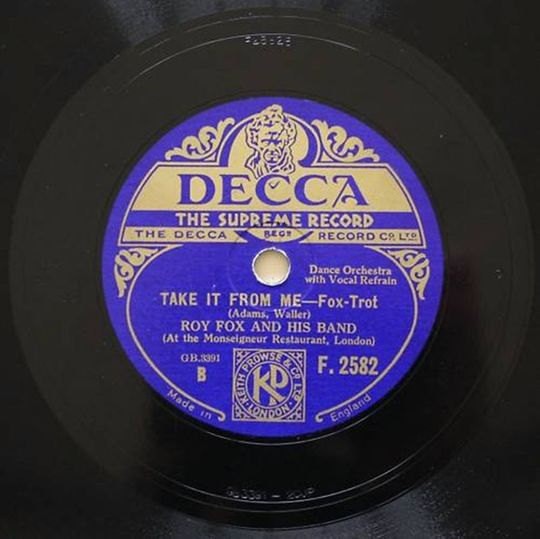 DECCA
THE SUPREME RECORD
THE DECCA REGD RECORD CO. LTD
Dance Orchestra
with Vocal Refrain
TAKE IT FROM ME—Fox-Trot
(Adams, Waller)
ROY FOX AND HIS BAND
(At the Monseigneur Restaurant, London)
GB.3391
B
F. 2582
KEITH PROWSE & CO. LTD.
KP
LONDON
Made in England